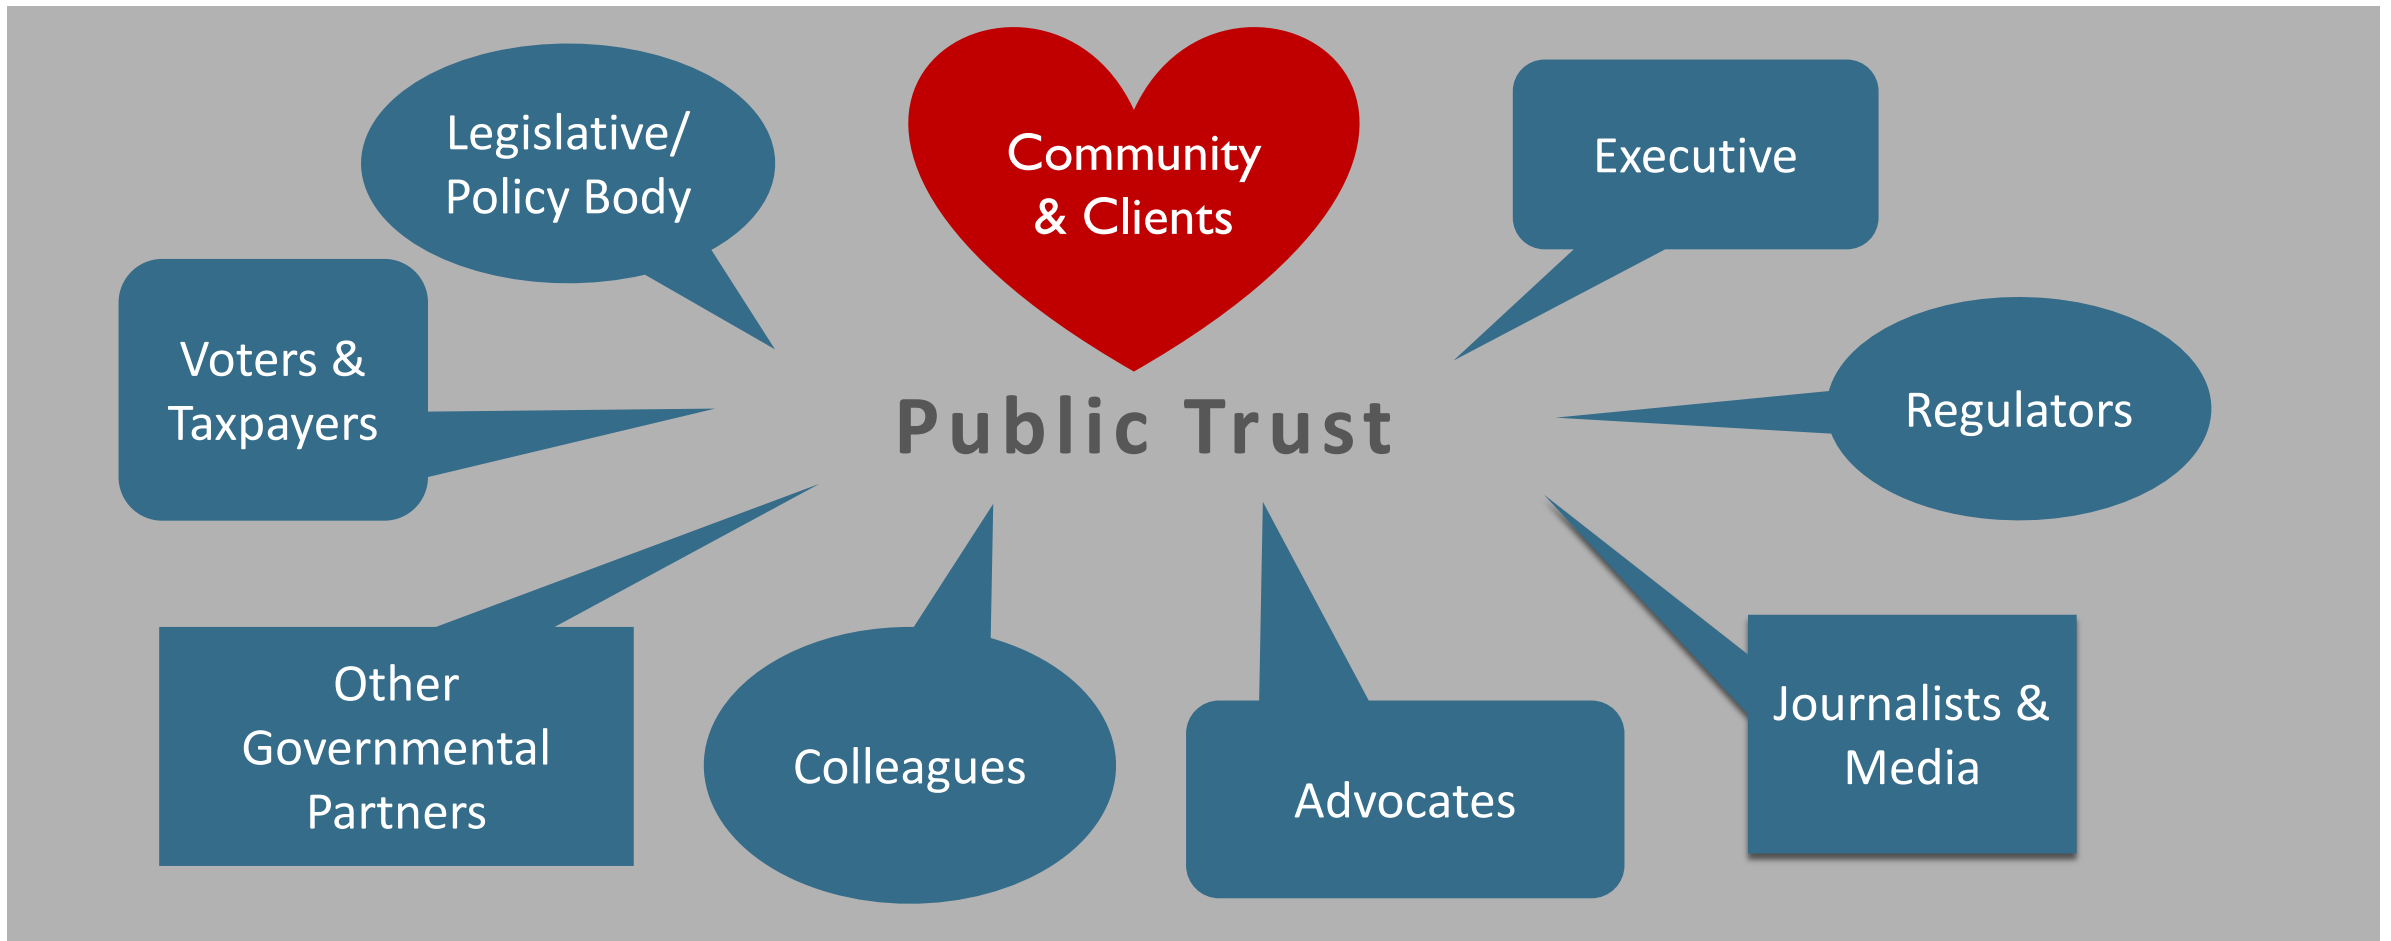 Legislative/
Policy Body
Community
& Clients
Executive
Voters &
Taxpayers
Public Trust
Regulators
Other
Governmental
Partners
Colleagues
Advocates
Journalists &
Media